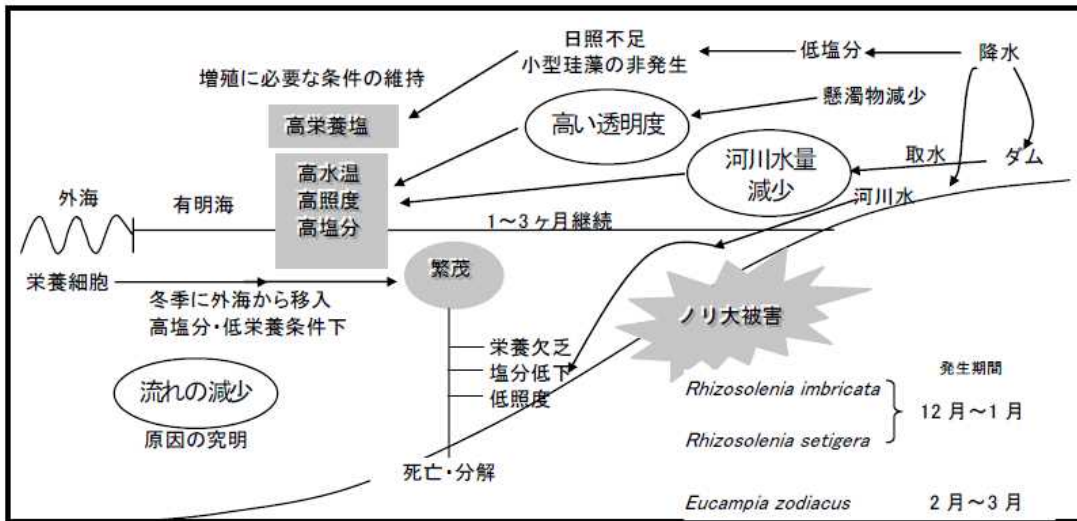 日照不足
小型珪藻の非発生
低塩分
降水
増殖に必要な条件の維持
懸濁物減少
高栄養塩
高い透明度
河川水量
減少
取水
ダム
高水温
高照度
高塩分
外海
有明海
河川水
1~3ヶ月継続
栄養細胞
繁茂
冬季に外海から移入
高塩分・低栄養条件下
ノリ大被害
栄養欠乏
塩分低下
低照度
流れの減少
原因の究明
発生期間
Rhizosolenia imbricata
12月~1月
Rhizosolenia setigera
死亡・分解
Eucampia zodiacus 2月~3月